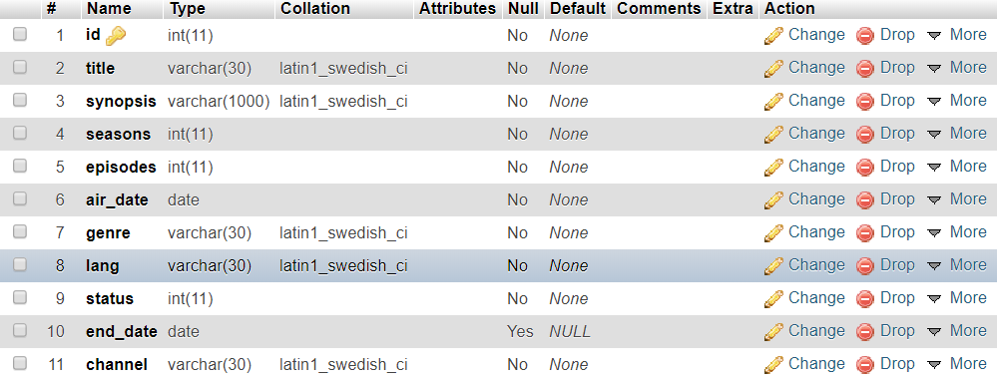 # Name Type Collation Attributes Null Default Comments Extra Action
1 id int(11) No None Change Drop More
2 title varchar(30) latin1_swedish_ci No None Change Drop More
3 synopsis varchar(1000) latin1_swedish_ci No None Change Drop More
4 seasons int(11) No None Change Drop More
5 episodes int(11) No None Change Drop More
6 air_date date No None Change Drop More
7 genre varchar(30) latin1_swedish_ci No None Change Drop More
8 lang varchar(30) latin1_swedish_ci No None Change Drop More
9 status int(11) No None Change Drop More
10 end_date date Yes NULL Change Drop More
11 channel varchar(30) latin1_swedish_ci No None Change Drop More